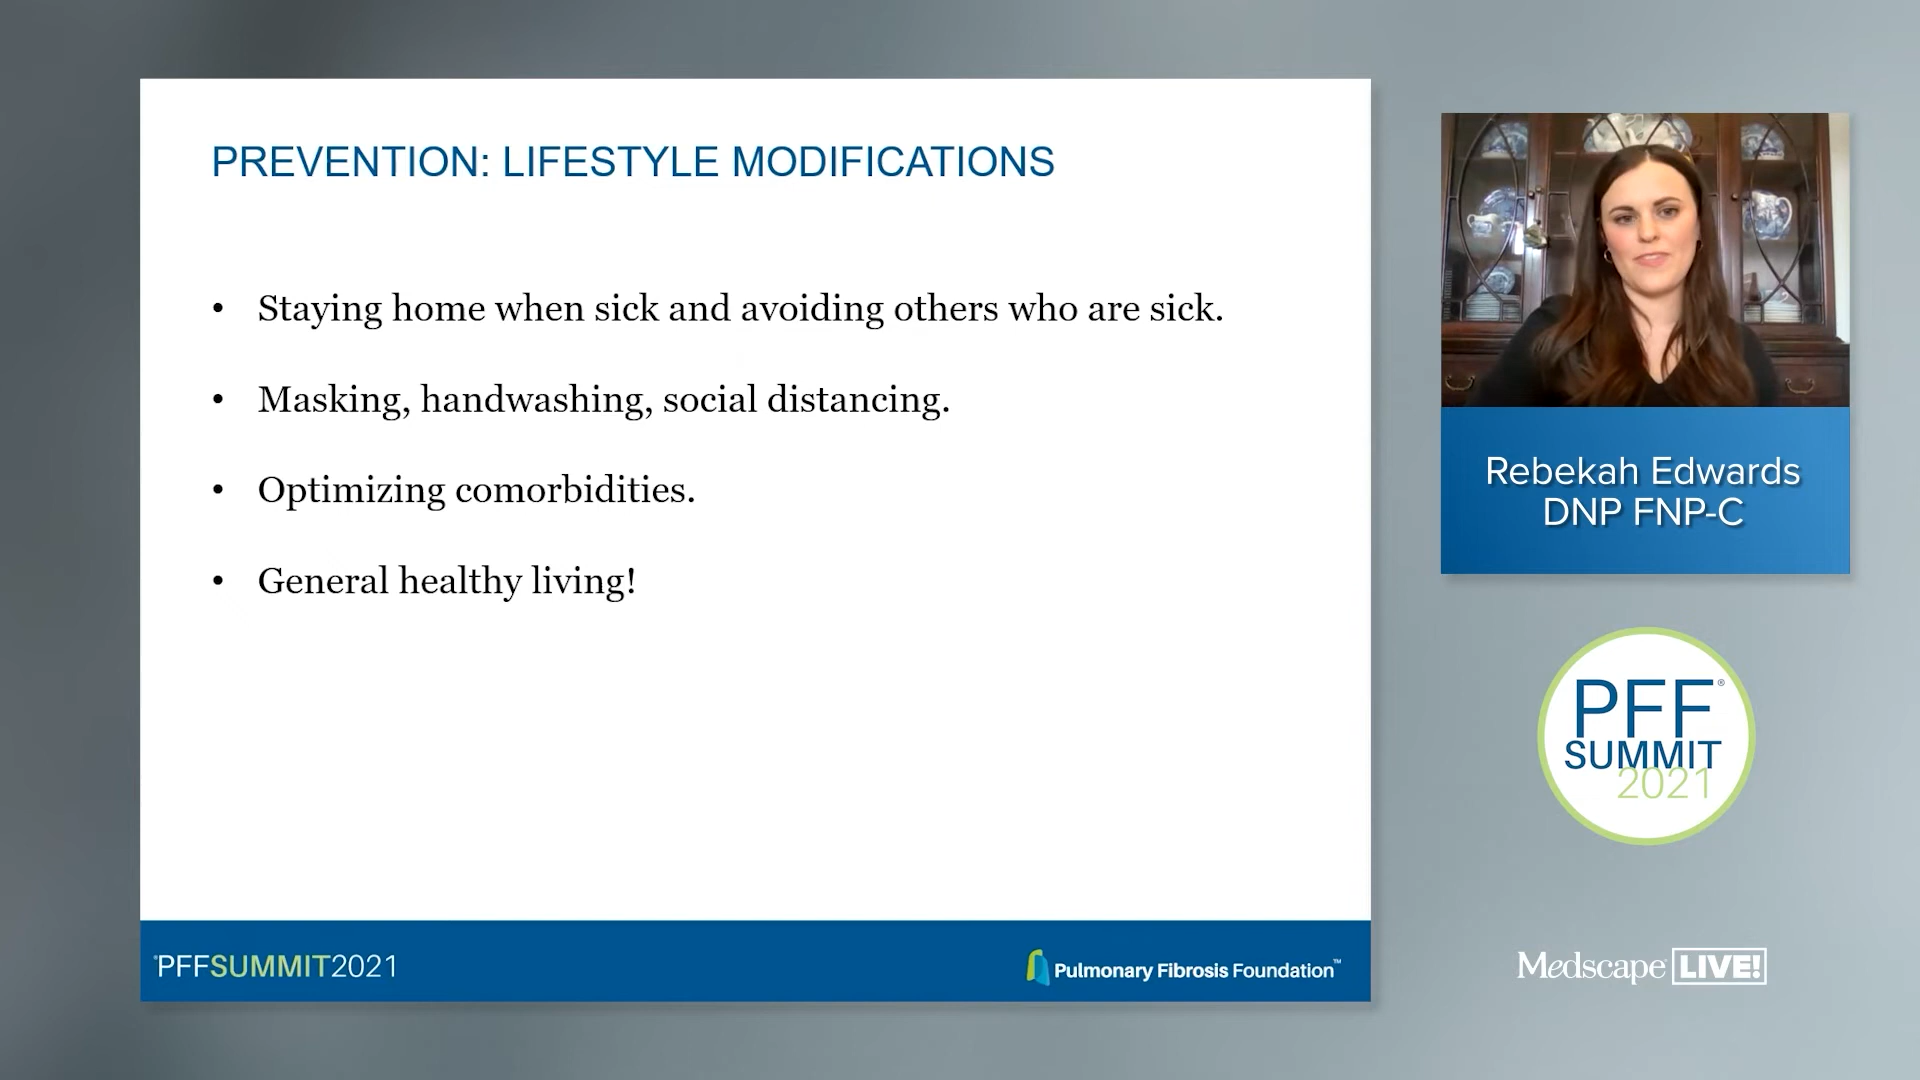 PREVENTION: LIFESTYLE MODIFICATIONS
• Staying home when sick and avoiding others who are sick.
• Masking, handwashing, social distancing.
• Optimizing comorbidities.
• General healthy living!
PFFSUMMIT2021
Pulmonary Fibrosis Foundation™
Rebekah Edwards
DNP FNP-C
PFF®
SUMMIT
2021
Medscape LIVE!